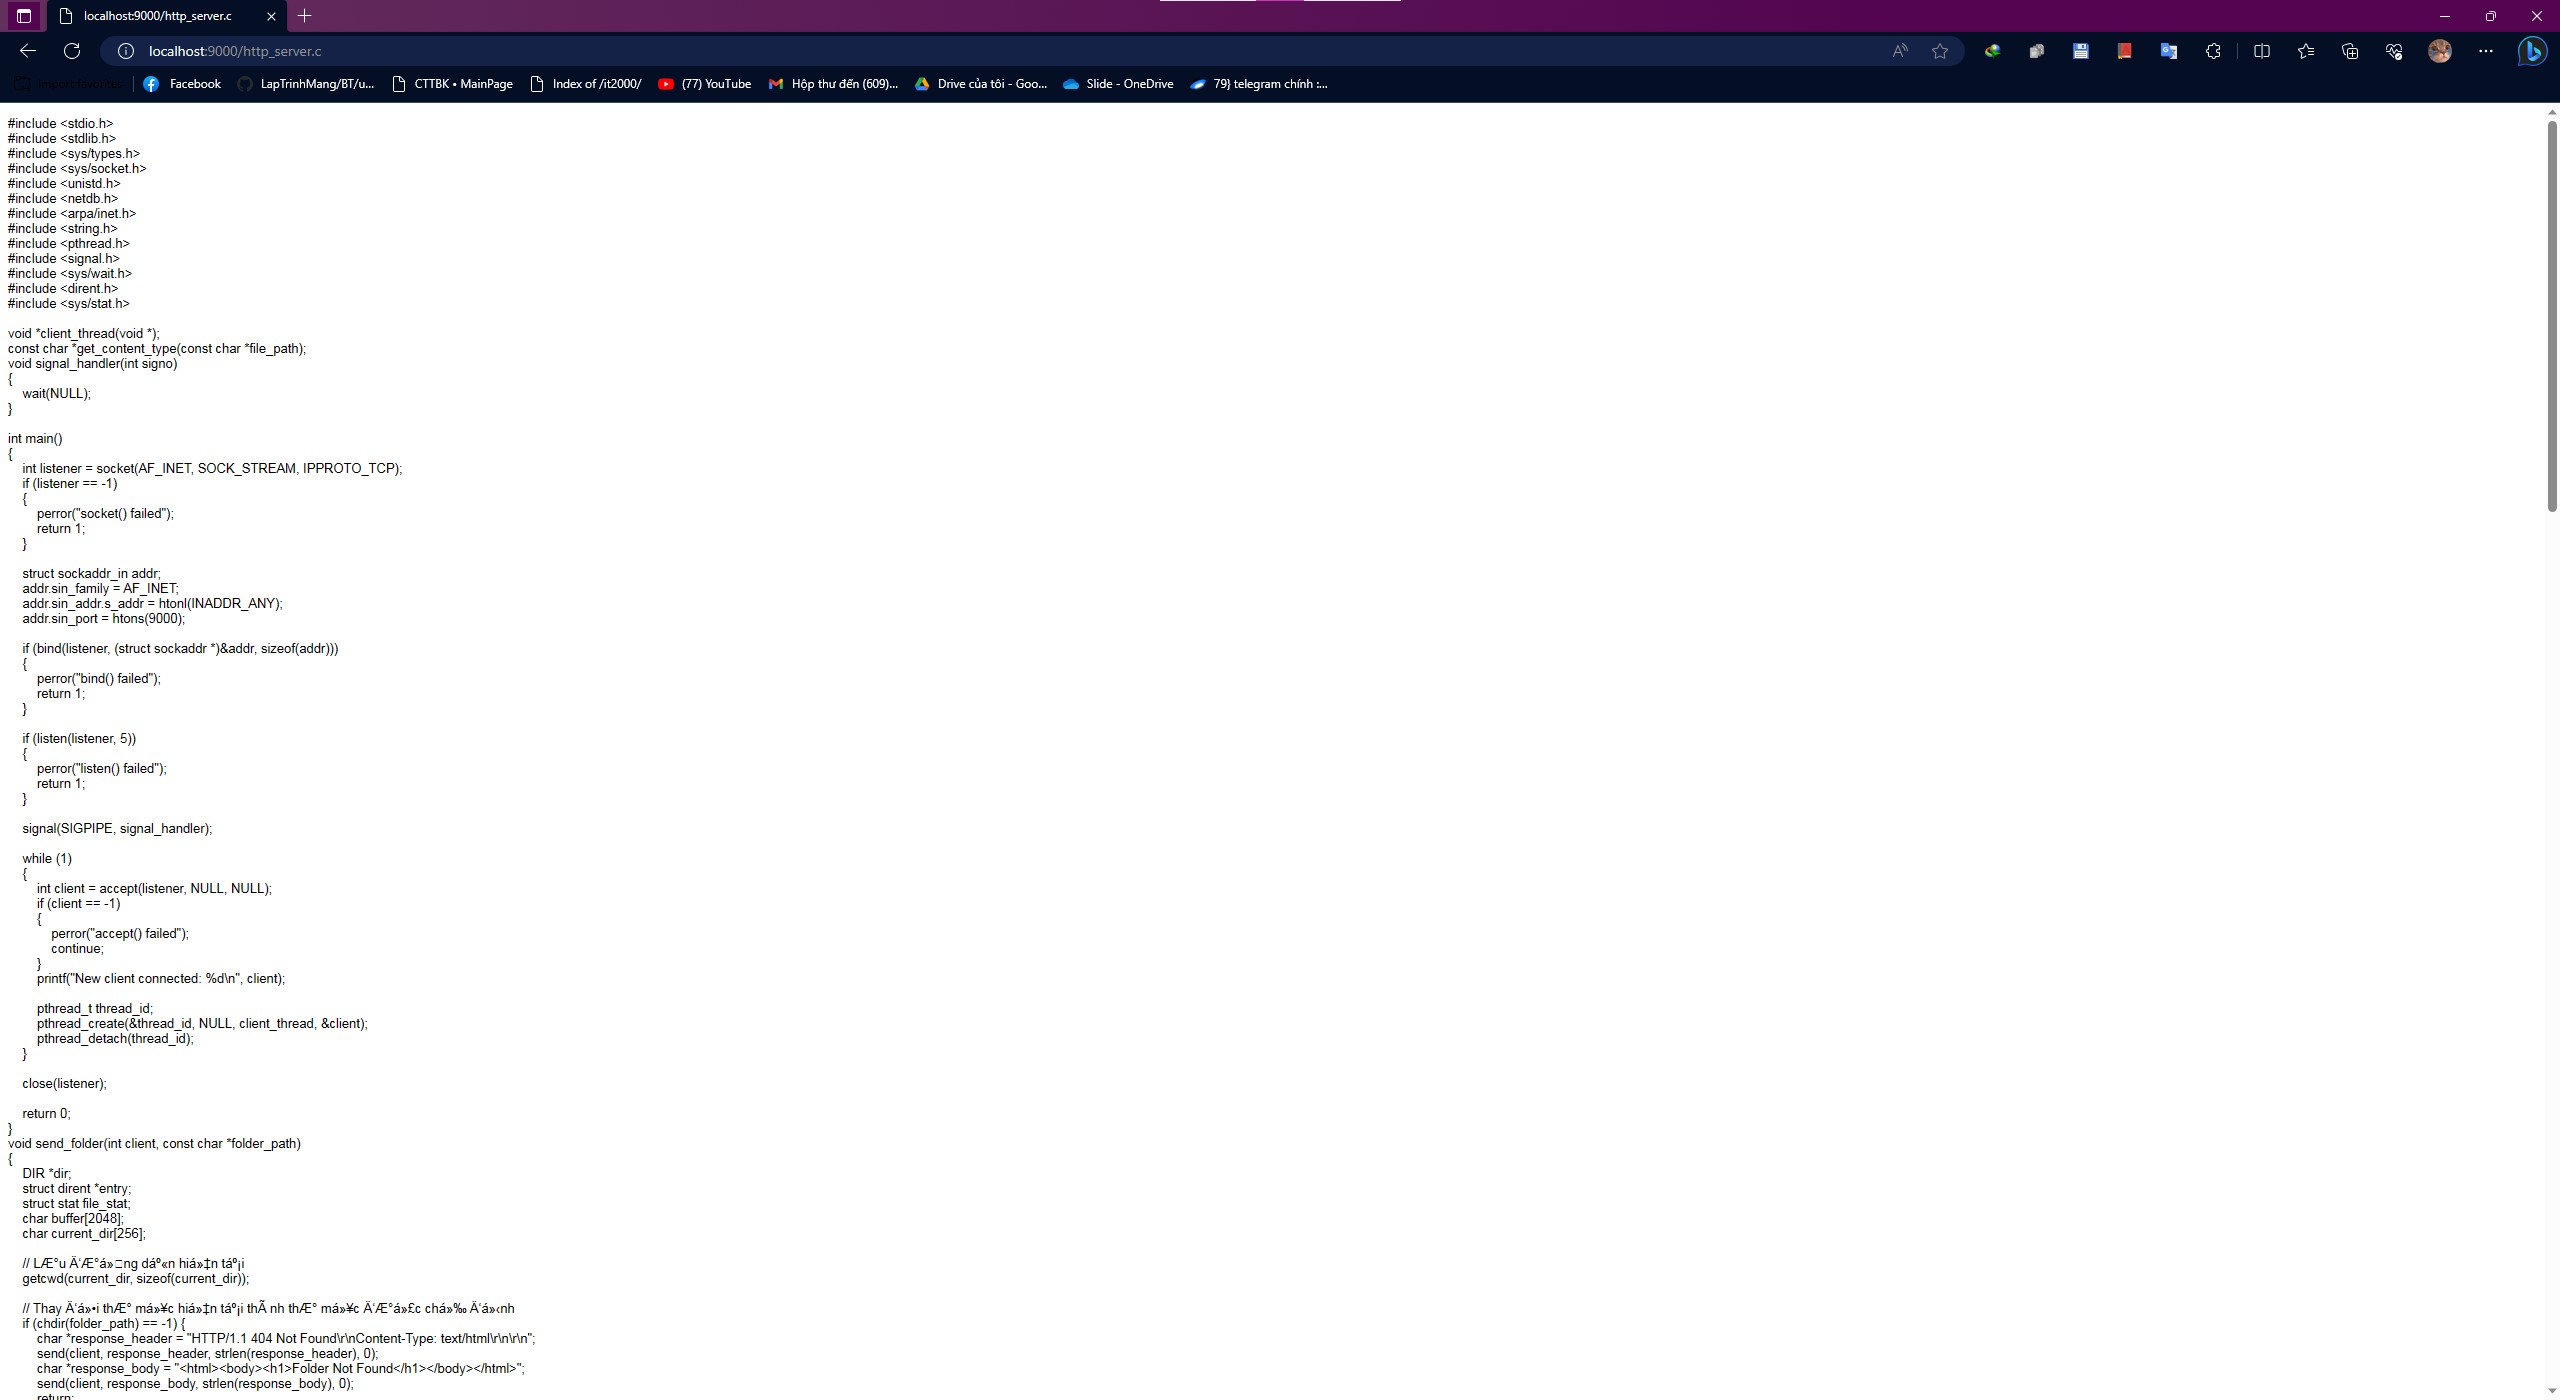 localhost:9000/http_server.c
localhost:9000/http_server.c
Import favorites
Facebook
LapTrinhMang/BT/u...
CTTBK • MainPage
Index of /it2000/
(77) YouTube
Hộp thư đến (609)...
Drive của tôi - Goo...
Slide - OneDrive
79} telegram chính :...
#include <stdio.h>
#include <stdlib.h>
#include <sys/types.h>
#include <sys/socket.h>
#include <unistd.h>
#include <netdb.h>
#include <arpa/inet.h>
#include <string.h>
#include <pthread.h>
#include <signal.h>
#include <sys/wait.h>
#include <dirent.h>
#include <sys/stat.h>
void *client_thread(void *);
const char *get_content_type(const char *file_path);
void signal_handler(int signo)
{
wait(NULL);
}
int main()
{
int listener = socket(AF_INET, SOCK_STREAM, IPPROTO_TCP);
if (listener == -1)
{
perror("socket() failed");
return 1;
}
struct sockaddr_in addr;
addr.sin_family = AF_INET;
addr.sin_addr.s_addr = htonl(INADDR_ANY);
addr.sin_port = htons(9000);
if (bind(listener, (struct sockaddr *)&addr, sizeof(addr)))
{
perror("bind() failed");
return 1;
}
if (listen(listener, 5))
{
perror("listen() failed");
return 1;
}
signal(SIGPIPE, signal_handler);
while (1)
{
int client = accept(listener, NULL, NULL);
if (client == -1)
{
perror("accept() failed");
continue;
}
printf("New client connected: %d\n", client);
pthread_t thread_id;
pthread_create(&thread_id, NULL, client_thread, &client);
pthread_detach(thread_id);
}
close(listener);
return 0;
}
void send_folder(int client, const char *folder_path)
{
DIR *dir;
struct dirent *entry;
struct stat file_stat;
char buffer[2048];
char current_dir[256];
// LÆ°u Ä‘Æ°á»□ng dáº«n hiá»‡n táº¡i
getcwd(current_dir, sizeof(current_dir));
// Thay Ä‘á»•i thÆ° má»¥c hiá»‡n táº¡i thÃ nh thÆ° má»¥c Ä‘Æ°á»£c chá»‰ Ä‘á»‹nh
if (chdir(folder_path) == -1) {
char *response_header = "HTTP/1.1 404 Not Found\r\nContent-Type: text/html\r\n\r\n";
send(client, response_header, strlen(response_header), 0);
char *response_body = "<html><body><h1>Folder Not Found</h1></body></html>";
send(client, response_body, strlen(response_body), 0);
return;